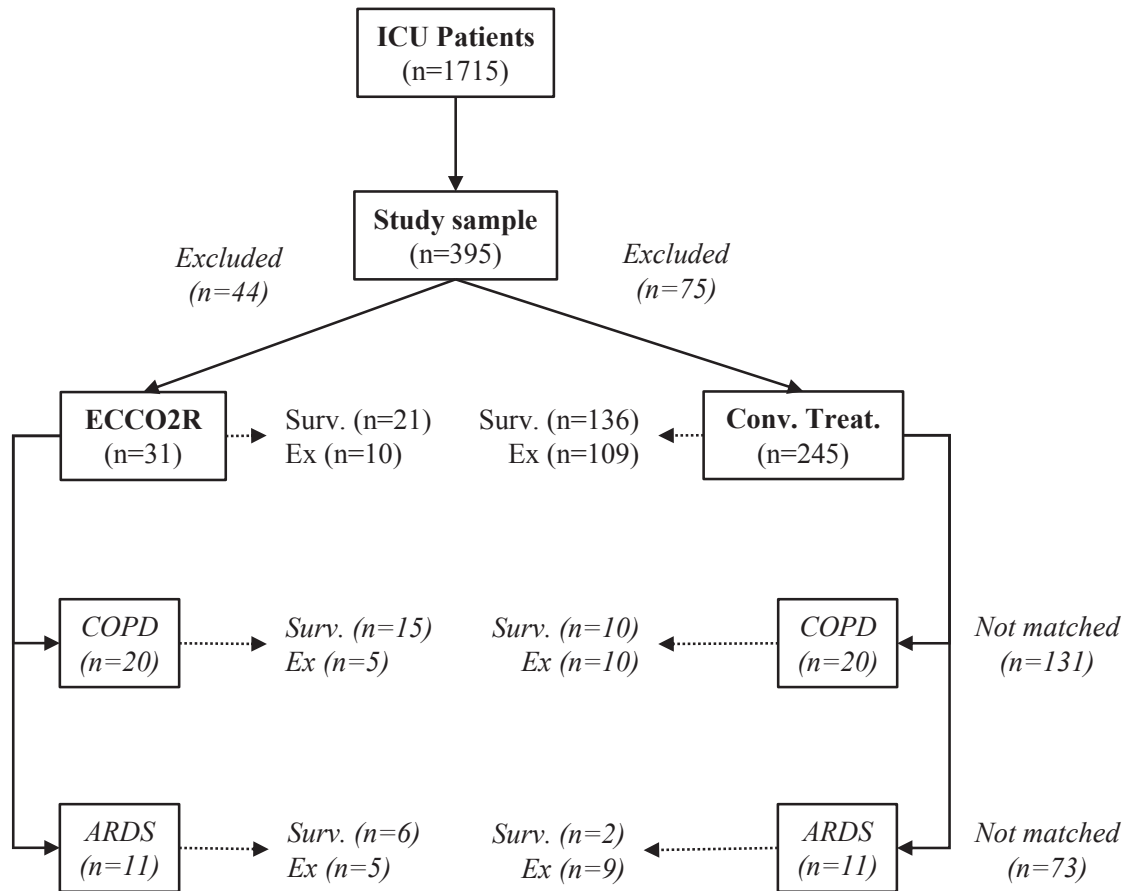 ICU Patients
(n=1715)
Study sample
(n=395)
Excluded
(n=44)
Excluded
(n=75)
ECCO2R
(n=31)
Surv. (n=21)
Ex (n=10)
Surv. (n=136)
Ex (n=109)
Conv. Treat.
(n=245)
COPD
(n=20)
Surv. (n=15)
Ex (n=5)
Surv. (n=10)
Ex (n=10)
COPD
(n=20)
Not matched
(n=131)
ARDS
(n=11)
Surv. (n=6)
Ex (n=5)
Surv. (n=2)
Ex (n=9)
ARDS
(n=11)
Not matched
(n=73)